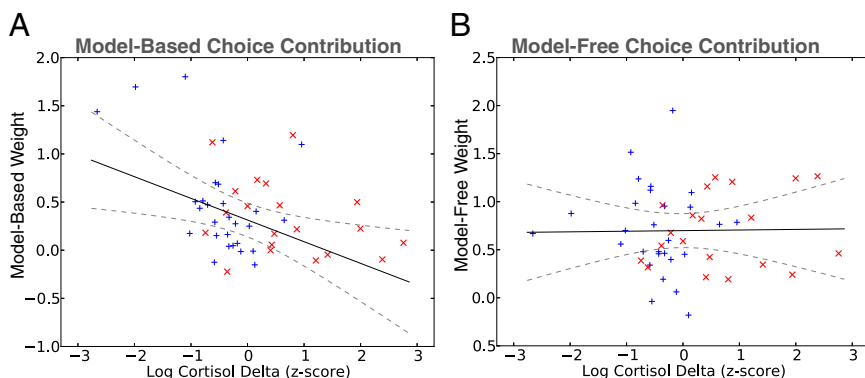 A
Model-Based Choice Contribution
2.0
1.5
1.0
0.5
0.0
−0.5
−1.0
Model-Based Weight
−3 −2 −1 0 1 2 3
Log Cortisol Delta (z-score)
B
Model-Free Choice Contribution
2.5
2.0
1.5
1.0
0.5
0.0
0.5
Model-Free Weight
−3 −2 −1 0 1 2 3
Log Cortisol Delta (z-score)